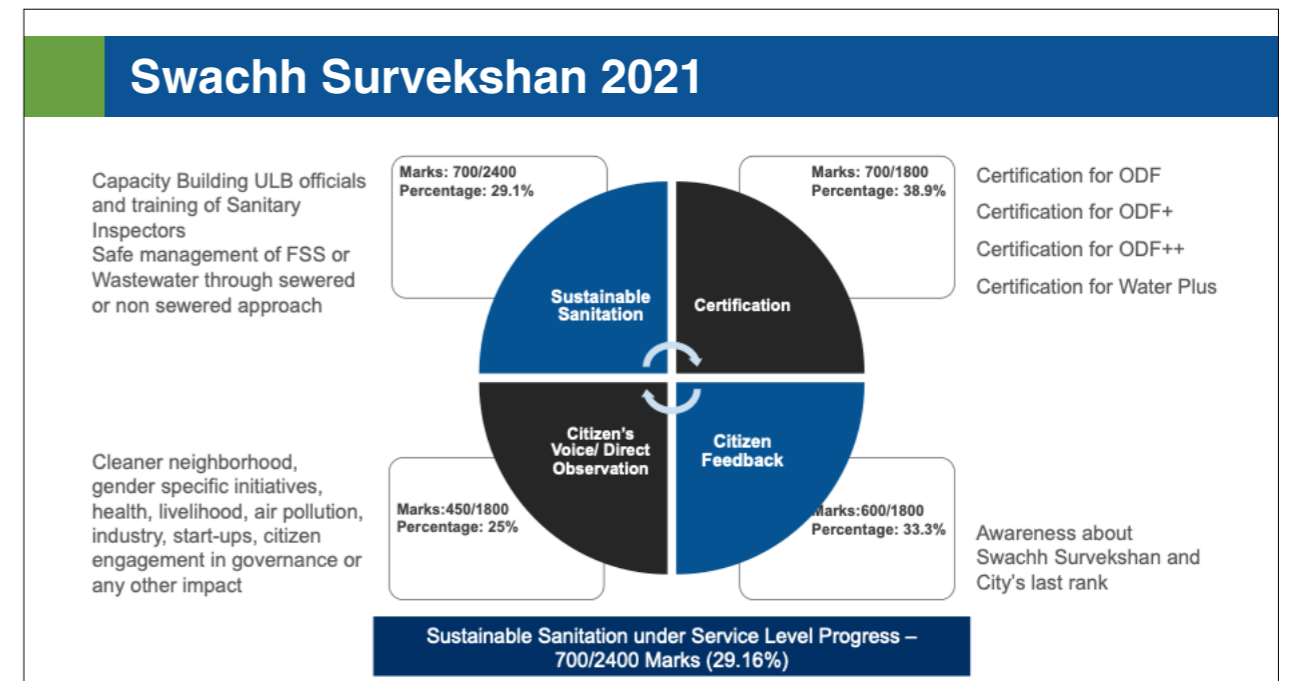 Swachh Survekshan 2021
Capacity Building ULB officials
and training of Sanitary
Inspectors
Safe management of FSS or
Wastewater through sewered
or non sewered approach
Marks: 700/2400
Percentage: 29.1%
Sustainable
Sanitation
Marks: 700/1800
Percentage: 38.9%
Certification
Certification for ODF
Certification for ODF+
Certification for ODF++
Certification for Water Plus
Cleaner neighborhood,
gender specific initiatives,
health, livelihood, air pollution,
industry, start-ups, citizen
engagement in governance or
any other impact
Marks:450/1800
Percentage: 25%
Citizen's
Voice/ Direct
Observation
Citizen
Feedback
Marks:600/1800
Percentage: 33.3%
Awareness about
Swachh Survekshan and
City's last rank
Sustainable Sanitation under Service Level Progress –
700/2400 Marks (29.16%)